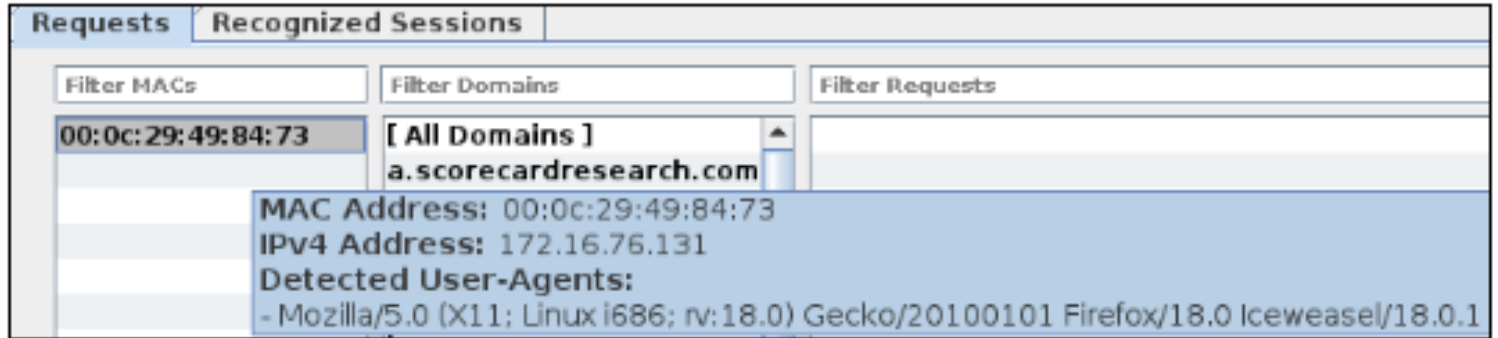 Requests Recognized Sessions
Filter MACs Filter Domains Filter Requests
00:0c:29:49:84:73 [ All Domains ]
a.scorecardresearch.com
MAC Address: 00:0c:29:49:84:73
IPv4 Address: 172.16.76.131
Detected User-Agents:
- Mozilla/5.0 (X11; Linux i686; rv:18.0) Gecko/20100101 Firefox/18.0 Iceweasel/18.0.1